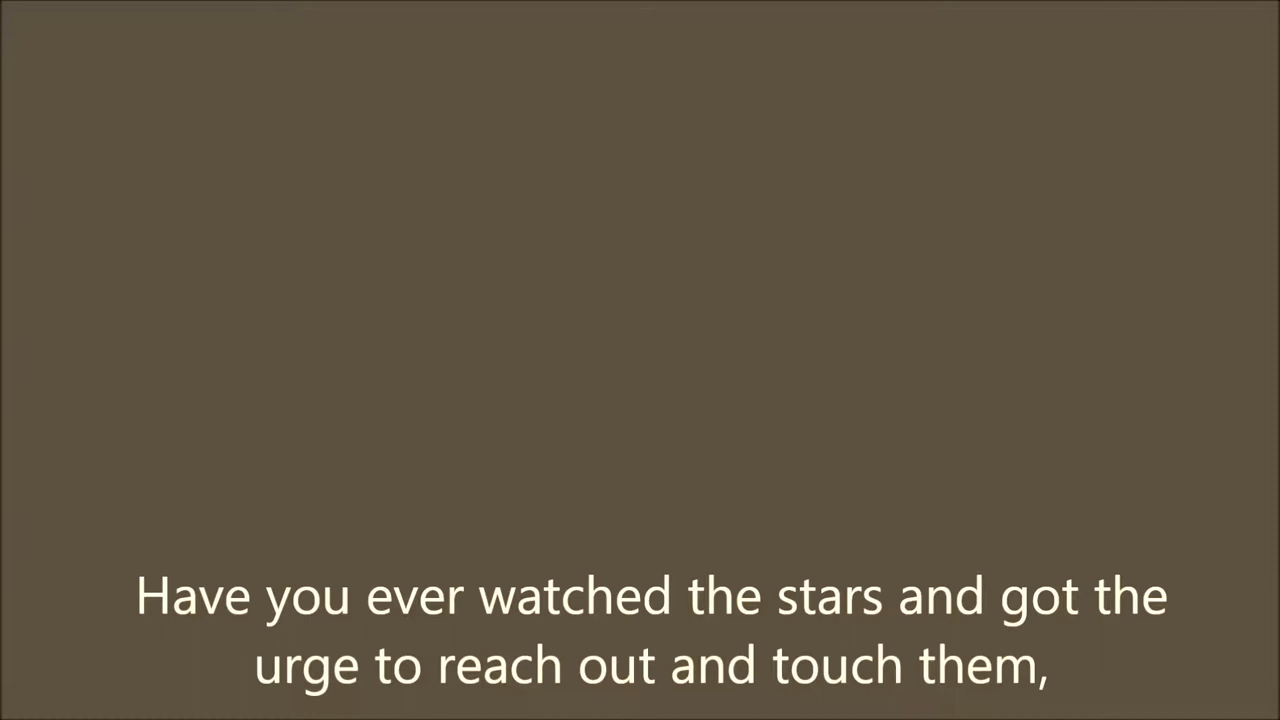 Have you ever watched the stars and got the
urge to reach out and touch them,